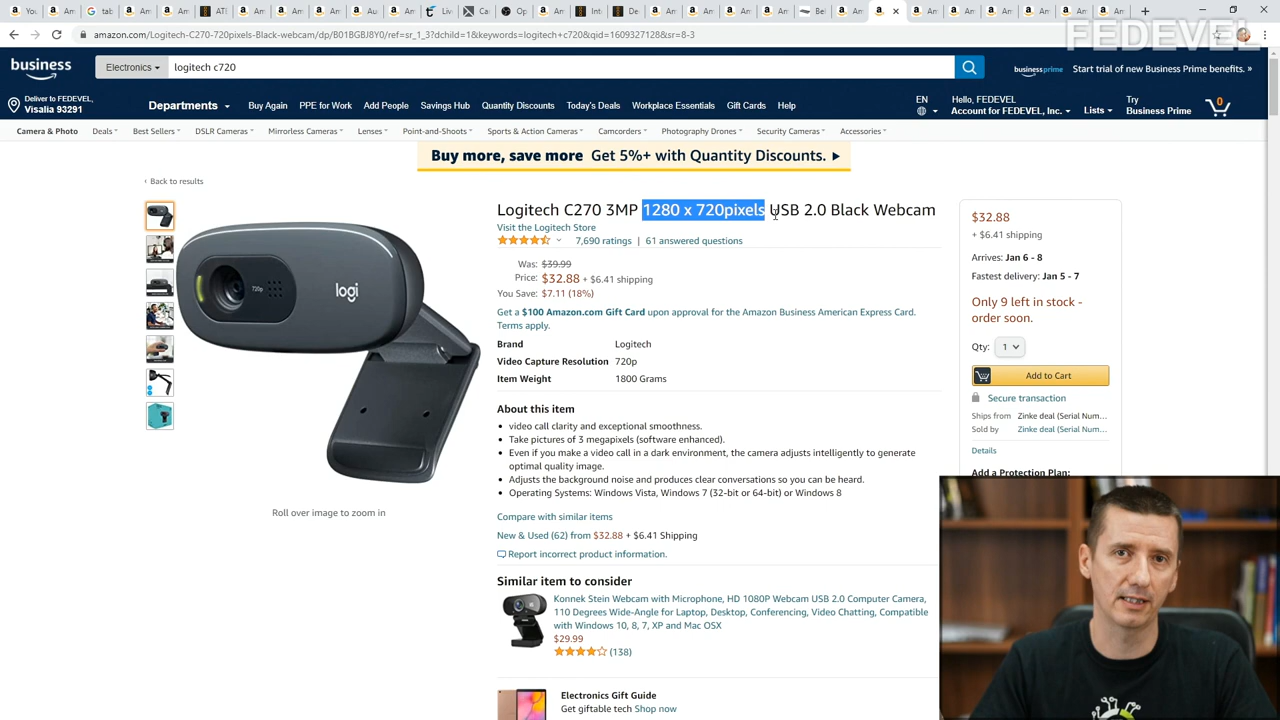 FEDEVEL
amazon.com/Logitech-C270-720pixels-Black-webcam/dp/B01BGBJ8Y0/ref=sr_1_3?dchild=1&keywords=logitech+c720&qid=1609327128&sr=8-3
business
Electronics
logitech c720
business prime Start trial of new Business Prime benefits. »
Deliver to FEDEVEL,
Visalia 93291
Departments Buy Again PPE for Work Add People Savings Hub Quantity Discounts Today's Deals Workplace Essentials Gift Cards Help
EN
Hello, FEDEVEL
Account for FEDEVEL, Inc.
Lists
Try
Business Prime
0
Camera & Photo Deals Best Sellers DSLR Cameras Mirrorless Cameras Lenses Point-and-Shoots Sports & Action Cameras Camcorders Photography Drones Security Cameras Accessories
Buy more, save more Get 5%+ with Quantity Discounts.
‹ Back to results
Logitech C270 3MP 1280 x 720pixels USB 2.0 Black Webcam
Visit the Logitech Store
7,690 ratings | 61 answered questions
Was: $39.99
Price: $32.88 + $6.41 shipping
You Save: $7.11 (18%)
Get a $100 Amazon.com Gift Card upon approval for the Amazon Business American Express Card.
Terms apply.
Brand Logitech
Video Capture Resolution 720p
Item Weight 1800 Grams
About this item
• video call clarity and exceptional smoothness.
• Take pictures of 3 megapixels (software enhanced).
• Even if you make a video call in a dark environment, the camera adjusts intelligently to generate
optimal quality image.
• Adjusts the background noise and produces clear conversations so you can be heard.
• Operating Systems: Windows Vista, Windows 7 (32-bit or 64-bit) or Windows 8
Compare with similar items
New & Used (62) from $32.88 + $6.41 Shipping
Report incorrect product information.
Similar item to consider
Konnek Stein Webcam with Microphone, HD 1080P Webcam USB 2.0 Computer Camera,
110 Degrees Wide-Angle for Laptop, Desktop, Conferencing, Video Chatting, Compatible
with Windows 10, 8, 7, XP and Mac OSX
$29.99
(138)
Electronics Gift Guide
Get giftable tech Shop now
720p
logi
Roll over image to zoom in
$32.88
+ $6.41 shipping
Arrives: Jan 6 - 8
Fastest delivery: Jan 5 - 7
Only 9 left in stock -
order soon.
Qty: 1
Add to Cart
Secure transaction
Ships from Zinke deal (Serial Num...
Sold by Zinke deal (Serial Num...
Details
Add a Protection Plan: